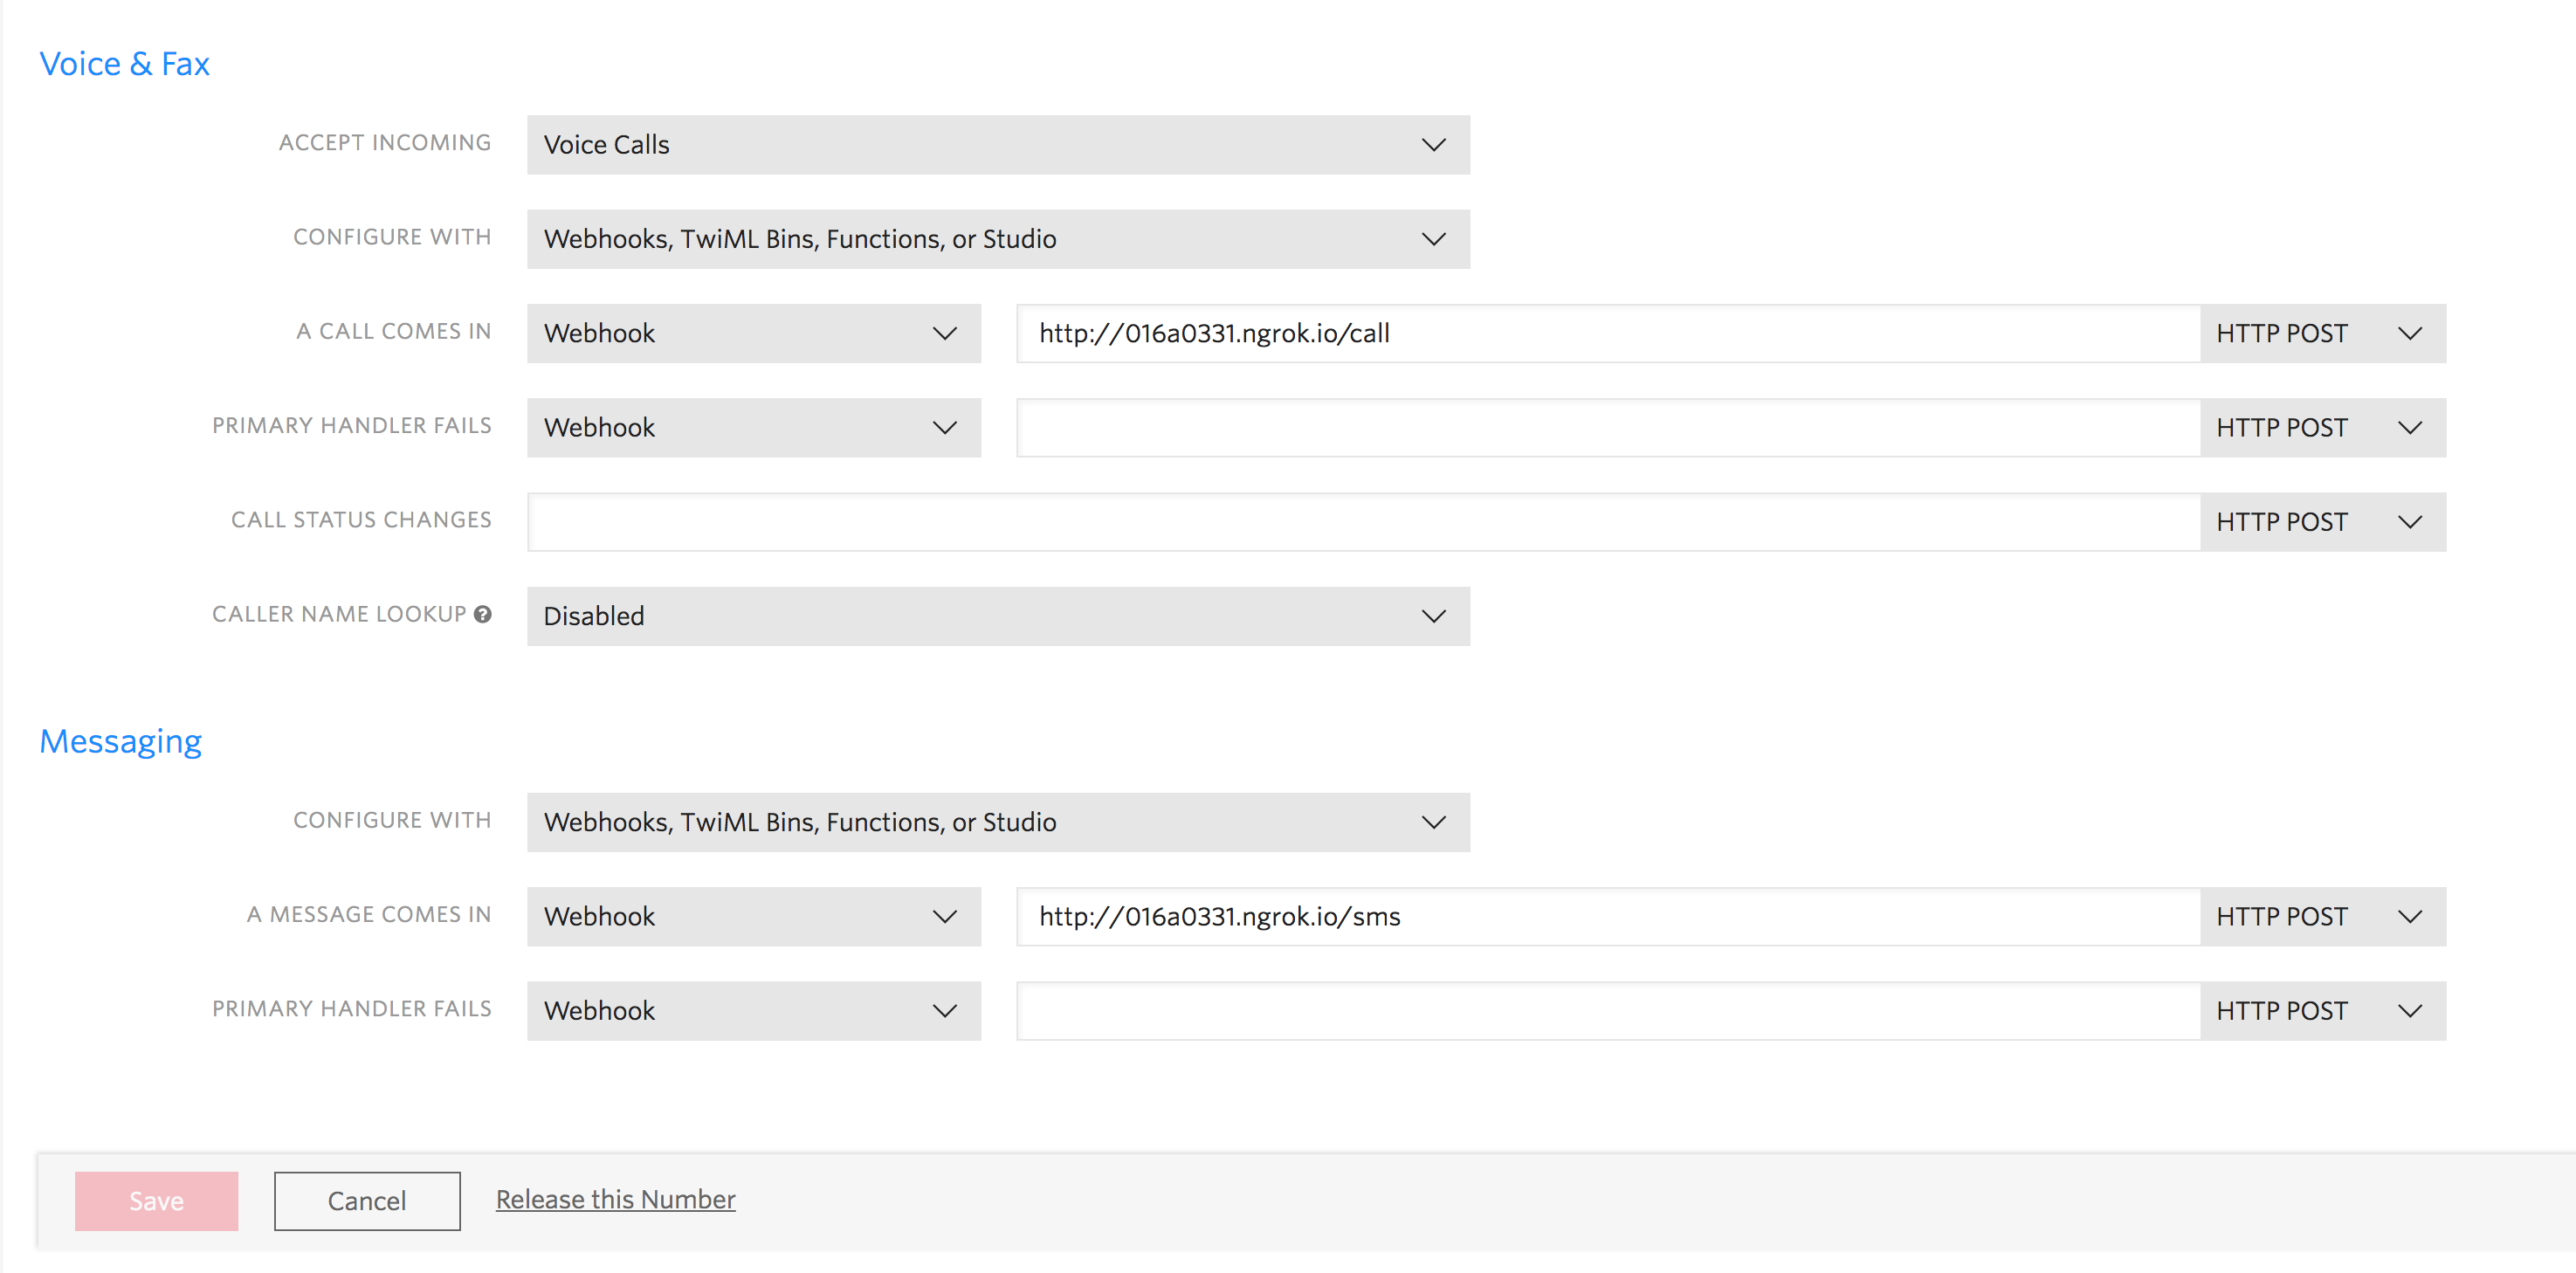 Voice & Fax
ACCEPT INCOMING Voice Calls
CONFIGURE WITH Webhooks, TwiML Bins, Functions, or Studio
A CALL COMES IN Webhook http://016a0331.ngrok.io/call HTTP POST
PRIMARY HANDLER FAILS Webhook HTTP POST
CALL STATUS CHANGES HTTP POST
CALLER NAME LOOKUP ? Disabled
Messaging
CONFIGURE WITH Webhooks, TwiML Bins, Functions, or Studio
A MESSAGE COMES IN Webhook http://016a0331.ngrok.io/sms HTTP POST
PRIMARY HANDLER FAILS Webhook HTTP POST
Save Cancel Release this Number